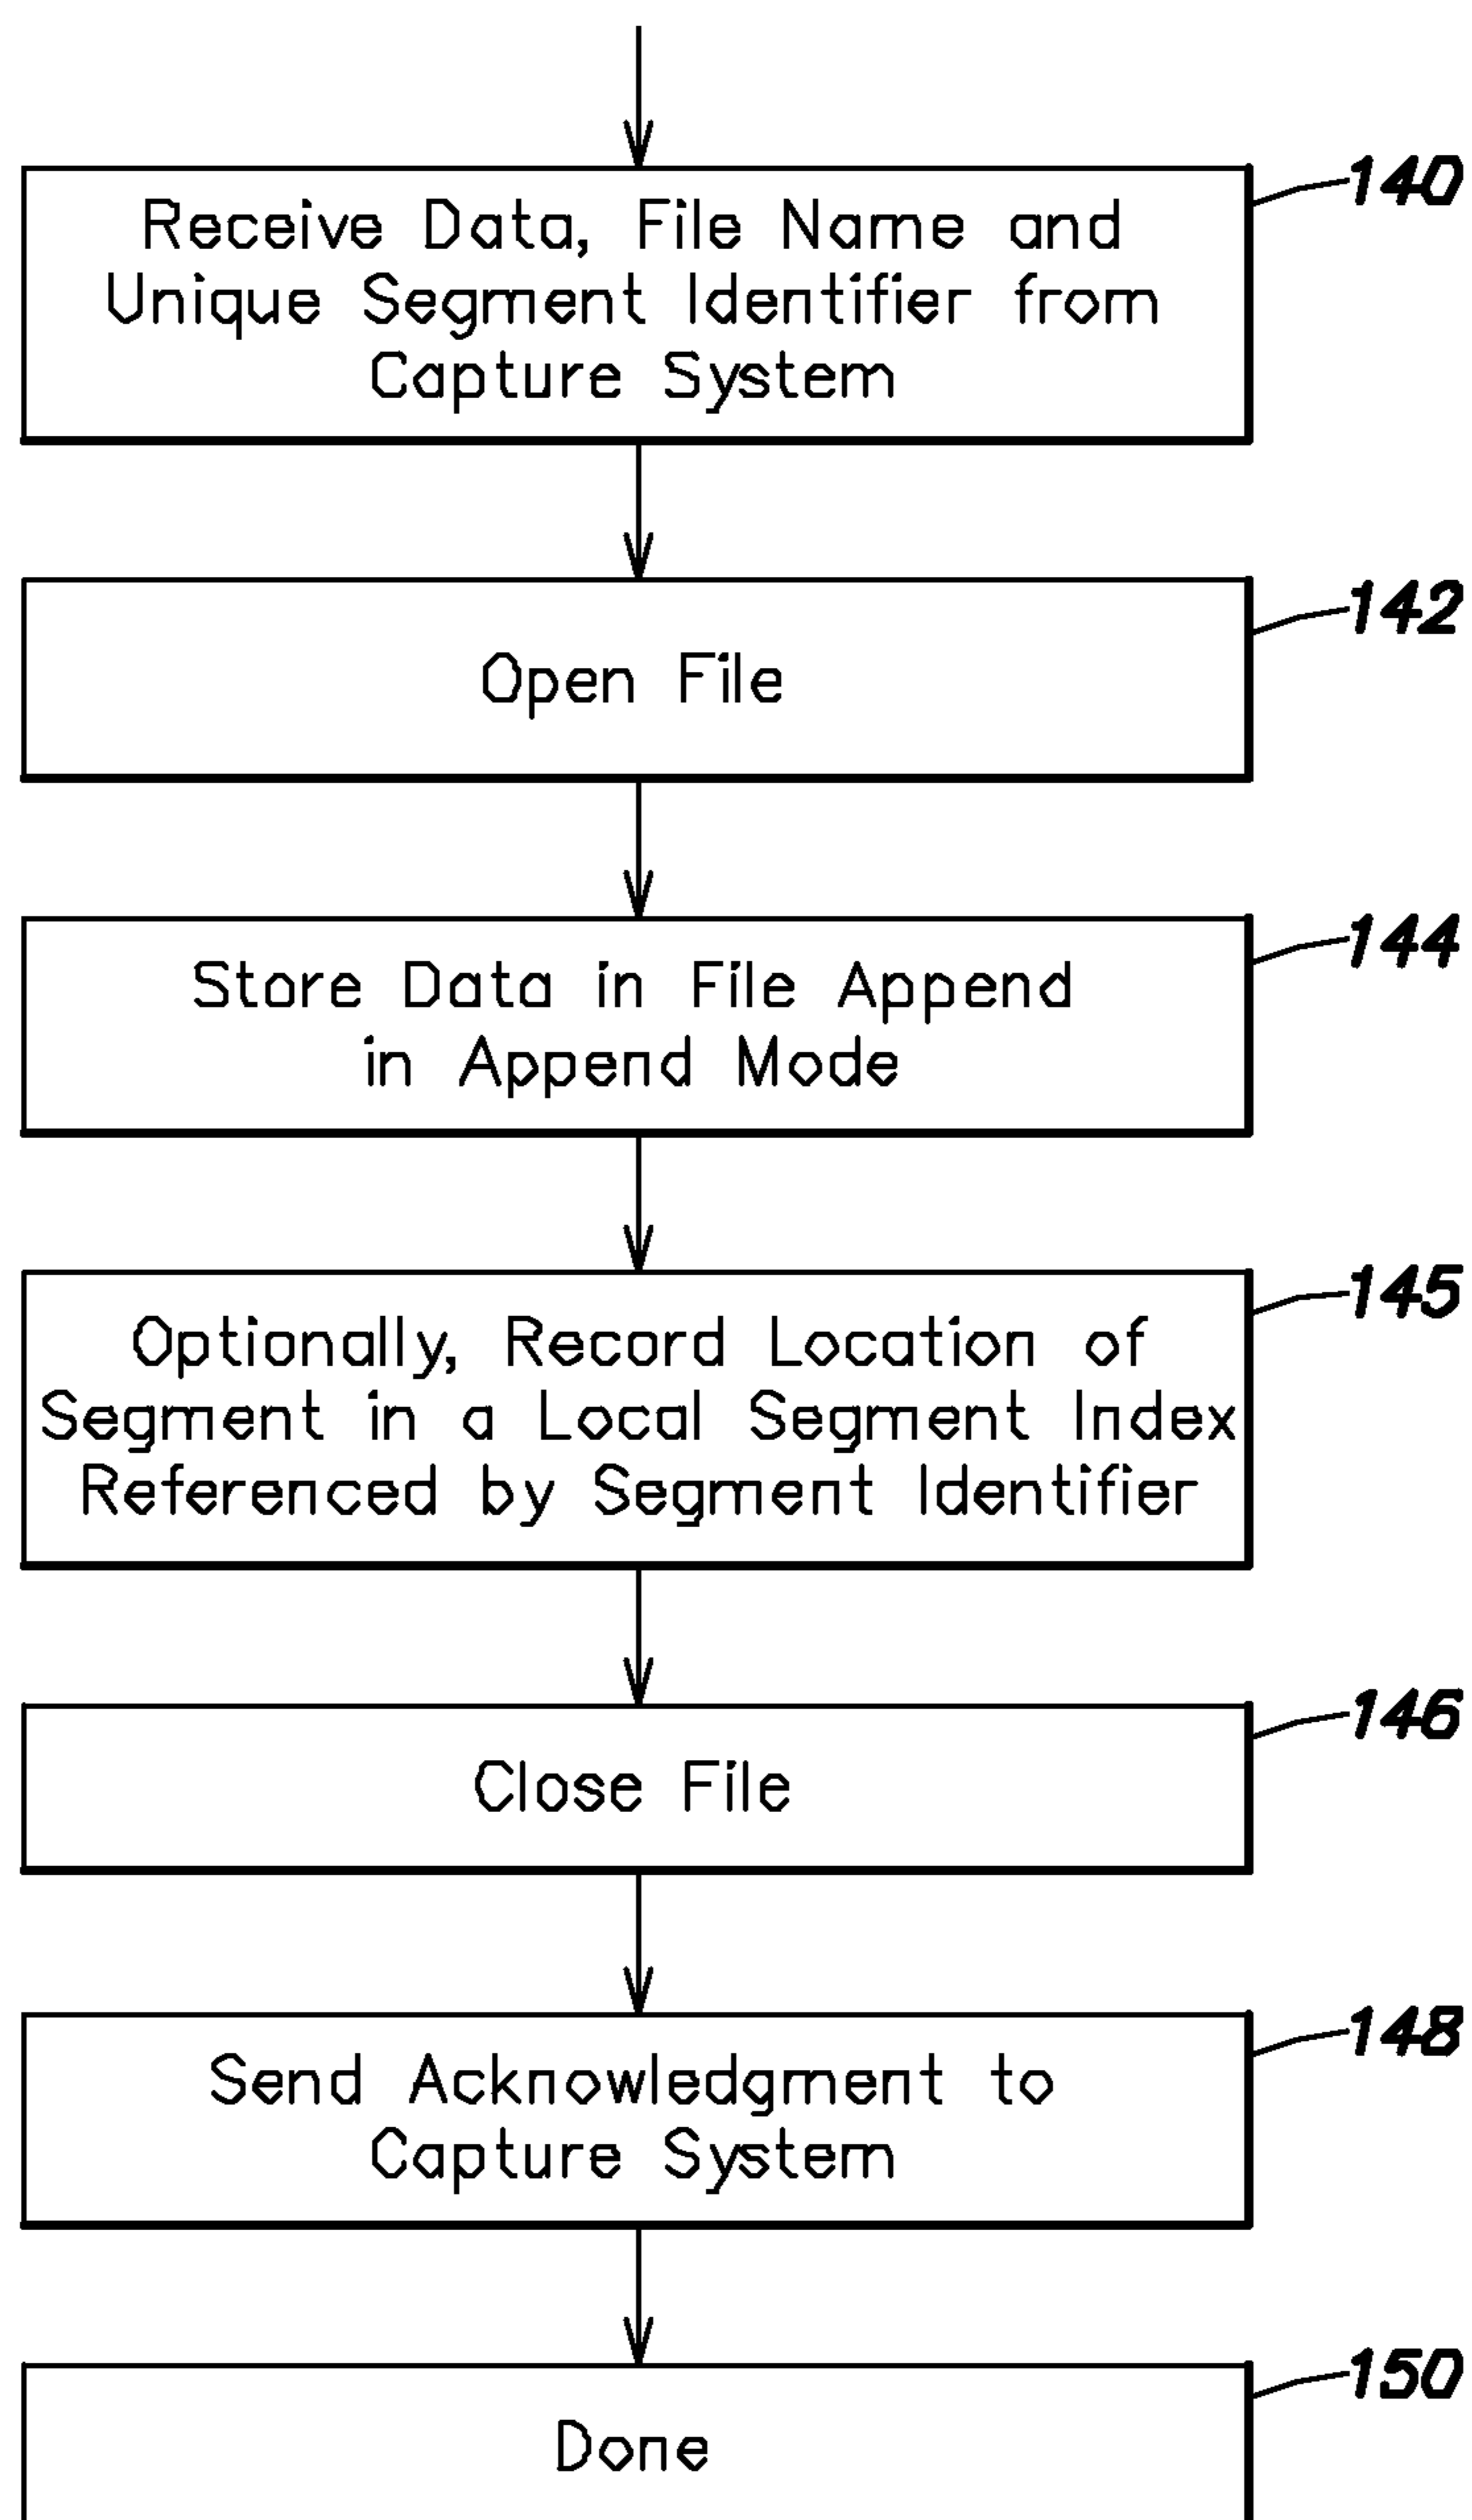 140
Receive Data, File Name and
Unique Segment Identifier from
Capture System
142
Open File
144
Store Data in File Append
in Append Mode
145
Optionally, Record Location of
Segment in a Local Segment Index
Referenced by Segment Identifier
146
Close File
148
Send Acknowledgment to
Capture System
150
Done